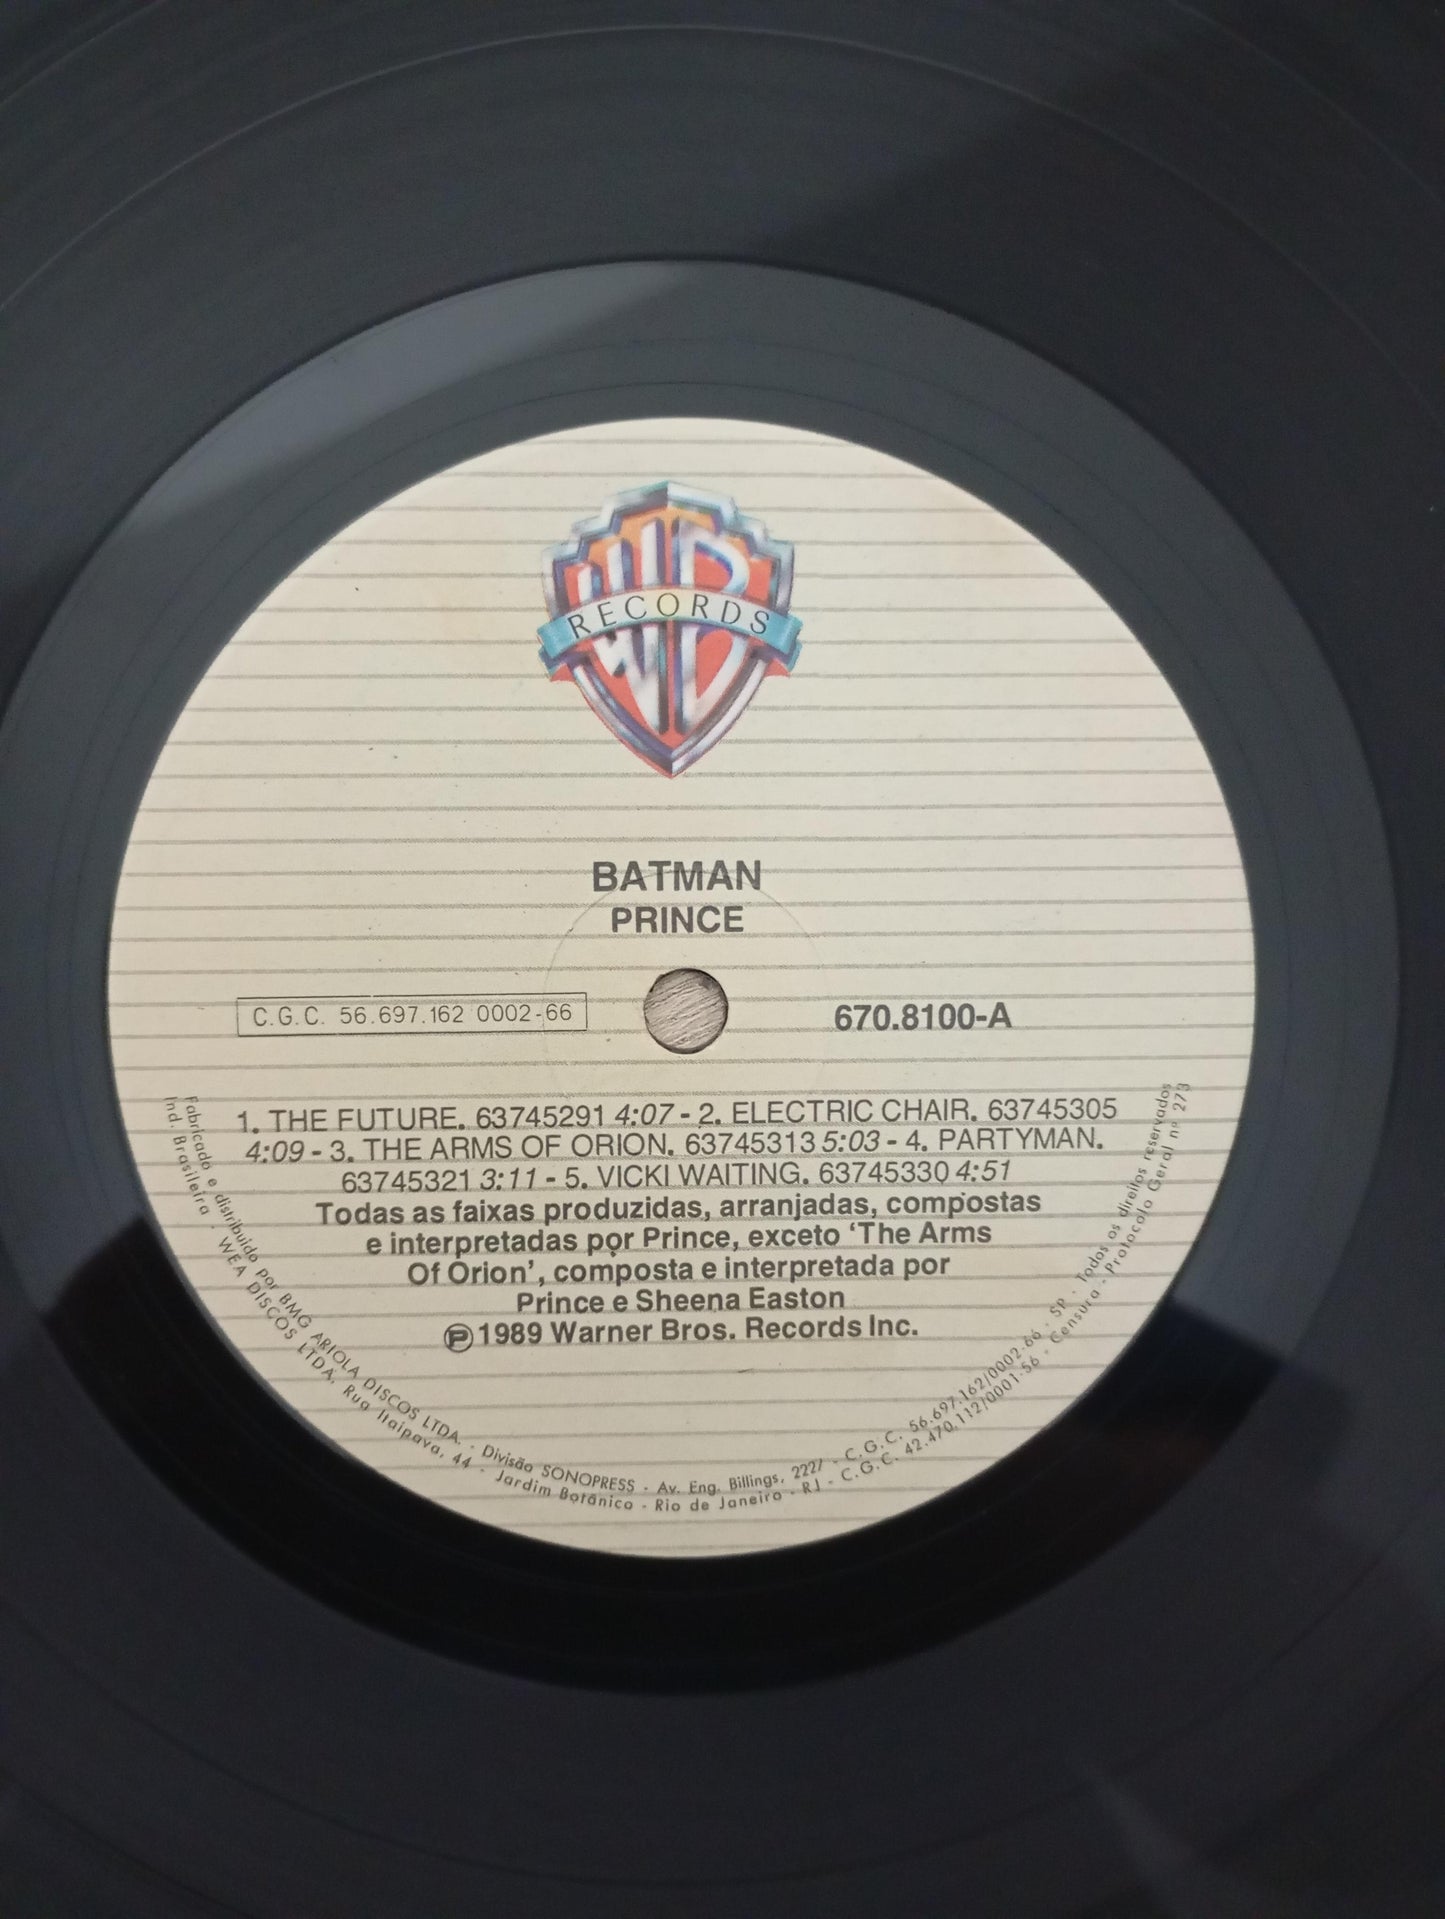 WB
RECORDS
BATMAN
PRINCE
C.G.C. 56.697.162 0002-66
670.8100-A
1. THE FUTURE. 63745291 4:07 - 2. ELECTRIC CHAIR. 63745305
4:09 - 3. THE ARMS OF ORION. 63745313 5:03 - 4. PARTYMAN.
63745321 3:11 - 5. VICKI WAITING. 63745330 4:51
Todas as faixas produzidas, arranjadas, compostas
e interpretadas por Prince, exceto ‘The Arms
Of Orion’, composta e interpretada por
Prince e Sheena Easton
Ⓟ 1989 Warner Bros. Records Inc.
Fabricado e distribuido por BMG ARIOLA DISCOS LTDA. - Divisão SONOPRESS - Av. Eng. Billings, 2227 - C.G.C. 56.697.162/0002-66 - SP - Todos os direitos reservados
Ind. Brasileira - WEA DISCOS LTDA. Rua Itaipava, 44 - Jardim Botânico - Rio de Janeiro - RJ - C.G.C. 42.470.112/0001-56 - Censura - Protocolo Geral nº 273